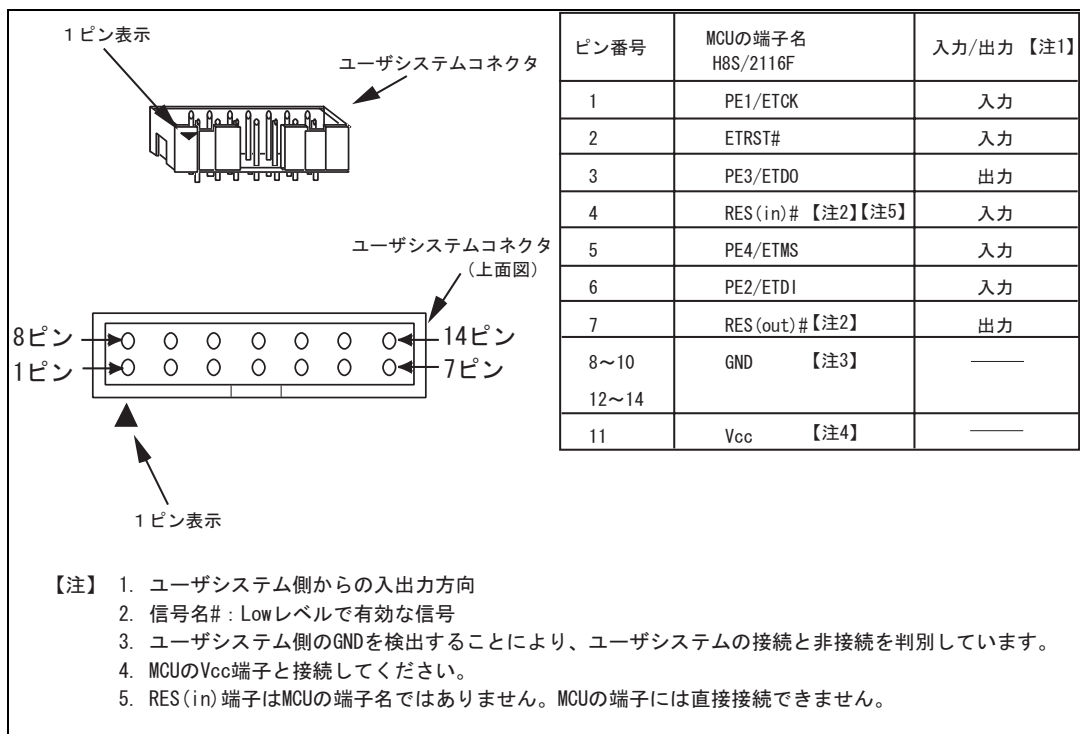 1ピン表示
ユーザシステムコネクタ
ユーザシステムコネクタ
(上面図)
8ピン
14ピン
1ピン
7ピン
1ピン表示
ピン番号 MCUの端子名 H8S/2116F 入力/出力 【注1】
1 PE1/ETCK 入力
2 ETRST# 入力
3 PE3/ETDO 出力
4 RES(in)# 【注2】【注5】 入力
5 PE4/ETMS 入力
6 PE2/ETDI 入力
7 RES(out)#【注2】 出力
8~10 GND 【注3】 ――
12~14
11 Vcc 【注4】 ――
【注】 1. ユーザシステム側からの入出力方向
2. 信号名# : Lowレベルで有効な信号
3. ユーザシステム側のGNDを検出することにより、ユーザシステムの接続と非接続を判別しています。
4. MCUのVcc端子と接続してください。
5. RES(in)端子はMCUの端子名ではありません。MCUの端子には直接接続できません。